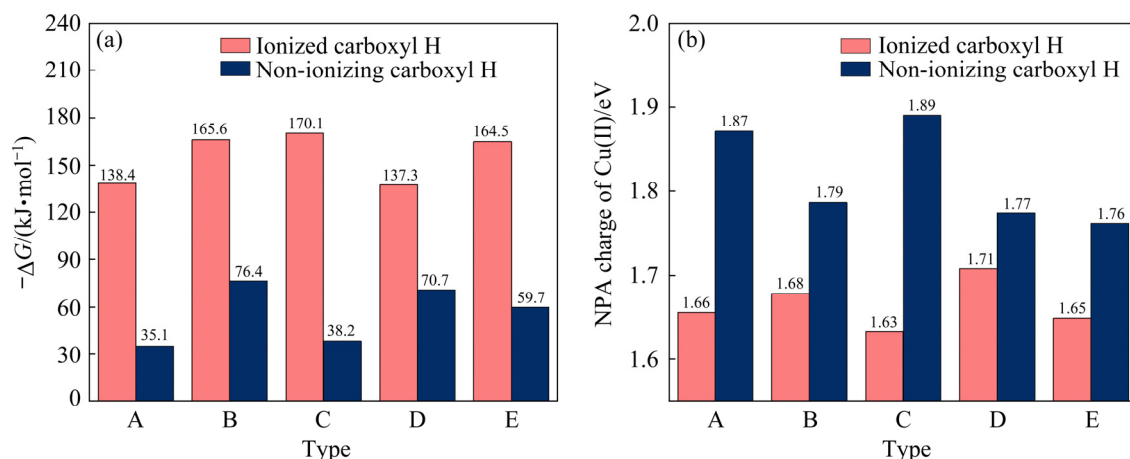 (a)
Ionized carboxyl H
Non-ionizing carboxyl H
−ΔG/(kJ•mol⁻¹)
240
210
180
150
120
90
60
30
0
138.4
35.1
165.6
76.4
170.1
38.2
137.3
70.7
164.5
59.7
A B C D E
Type
(b)
Ionized carboxyl H
Non-ionizing carboxyl H
NPA charge of Cu(II)/eV
2.0
1.9
1.8
1.7
1.6
1.66
1.87
1.68
1.79
1.63
1.89
1.71
1.77
1.65
1.76
A B C D E
Type